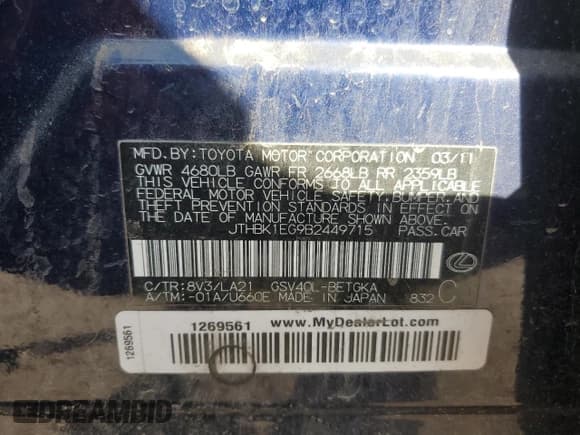 MFD. BY: TOYOTA MOTOR CORPORATION 03/11
GVWR 4680LB GAWR FR 2668LB RR 2359LB
THIS VEHICLE CONFORMS TO ALL APPLICABLE
FEDERAL MOTOR VEHICLE SAFETY, BUMPER, AND
THEFT PREVENTION STANDARDS IN EFFECT ON
THE DATE OF MANUFACTURE SHOWN ABOVE.
JTHBK1EG9B2449715 PASS. CAR
C/TR: 8V3/LA21 GSV40L-BETGKA
A/TM: -01A/U660E MADE IN JAPAN 832 C
1269561 www.MyDealerLot.com
1269561
DREAMBID